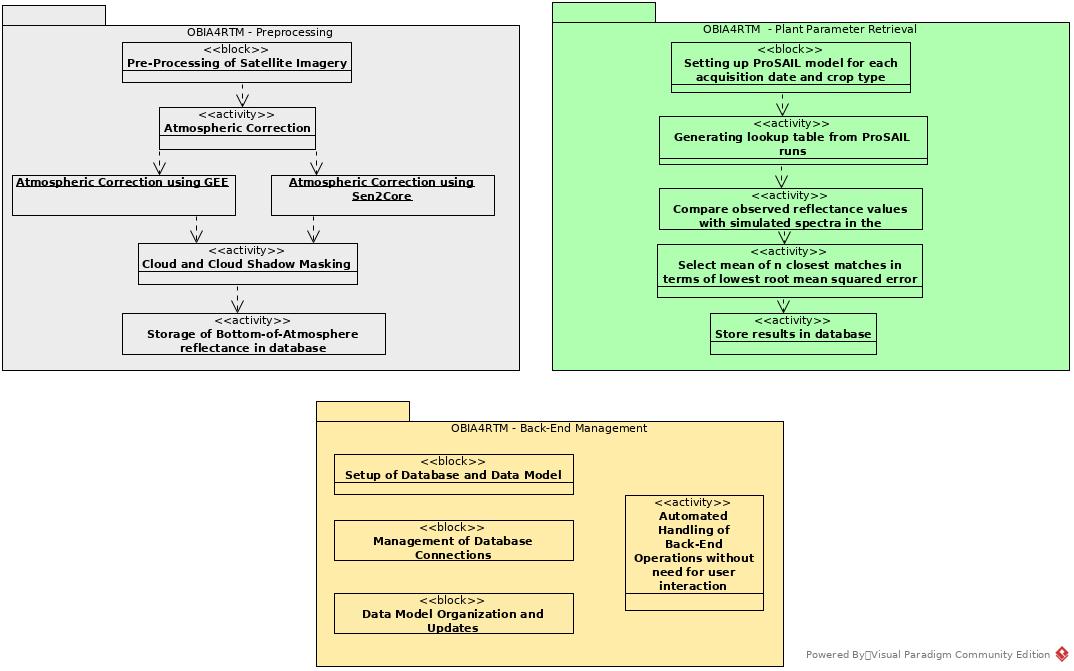 OBIA4RTM - Preprocessing
<<block>>
Pre-Processing of Satellite Imagery
<<activity>>
Atmospheric Correction
Atmospheric Correction using GEE
Atmospheric Correction using
Sen2Core
<<activity>>
Cloud and Cloud Shadow Masking
<<activity>>
Storage of Bottom-of-Atmosphere
reflectance in database
OBIA4RTM - Plant Parameter Retrieval
<<block>>
Setting up ProSAIL model for each
acquisition date and crop type
<<activity>>
Generating lookup table from ProSAIL
runs
<<activity>>
Compare observed reflectance values
with simulated spectra in the
<<activity>>
Select mean of n closest matches in
terms of lowest root mean squared error
<<activity>>
Store results in database
OBIA4RTM - Back-End Management
<<block>>
Setup of Database and Data Model
<<block>>
Management of Database
Connections
<<block>>
Data Model Organization and
Updates
<<activity>>
Automated
Handling of
Back-End
Operations without
need for user
interaction
Powered By Visual Paradigm Community Edition